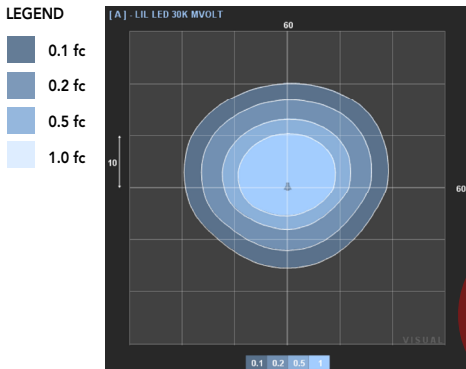 LEGEND
0.1 fc
0.2 fc
0.5 fc
1.0 fc
[ A ] - LIL LED 30K MVOLT
60
10
60
VISUAL
0.1 0.2 0.5 1